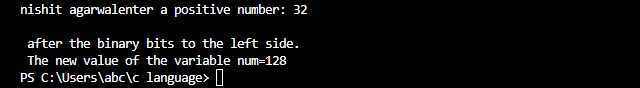 nishit agarwalenter a positive number: 32
after the binary bits to the left side.
The new value of the variable num=128
PS C:\Users\abc\c language>